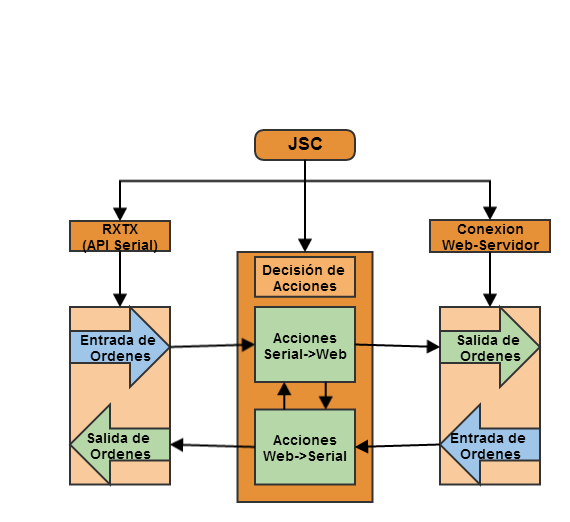 JSC
RXTX
(API Serial)
Conexion
Web-Servidor
Decisión de
Acciones
Entrada de
Ordenes
Acciones
Serial->Web
Salida de
Ordenes
Salida de
Ordenes
Acciones
Web->Serial
Entrada de
Ordenes